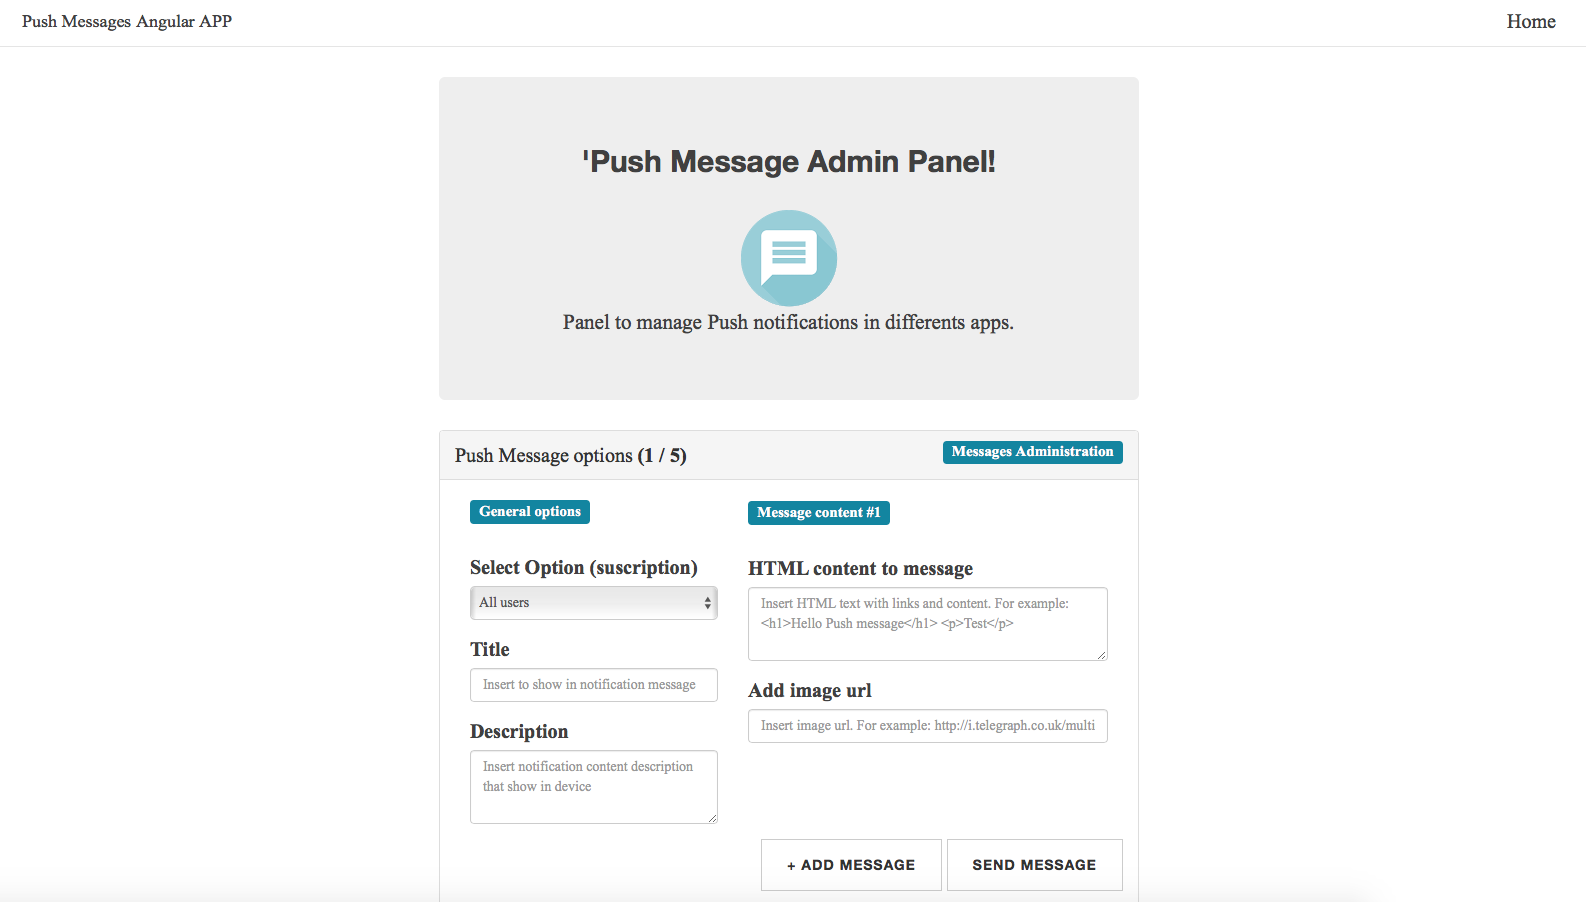 Push Messages Angular APP
Home
'Push Message Admin Panel!
Panel to manage Push notifications in differents apps.
Push Message options (1 / 5)
Messages Administration
General options
Select Option (suscription)
All users
Title
Insert to show in notification message
Description
Insert notification content description
that show in device
Message content #1
HTML content to message
Insert HTML text with links and content. For example:
<h1>Hello Push message</h1> <p>Test</p>
Add image url
Insert image url. For example: http://i.telegraph.co.uk/multi
+ ADD MESSAGE
SEND MESSAGE